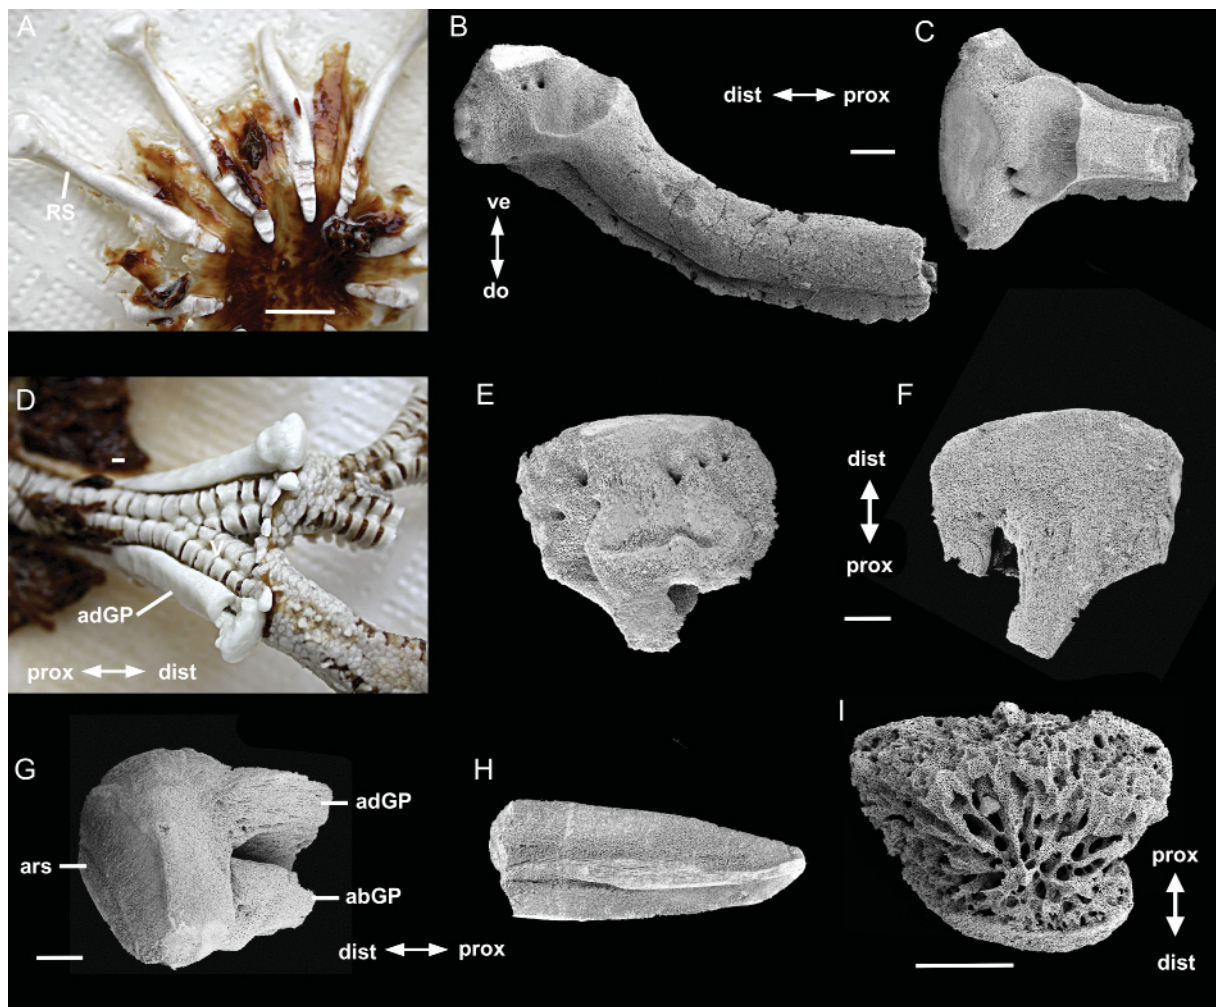 A
RS
B
dist prox
ve
do
C
D
v
adGP
prox dist
E
F
dist
prox
G
adGP
ars
abGP
dist prox
H
I
prox
dist